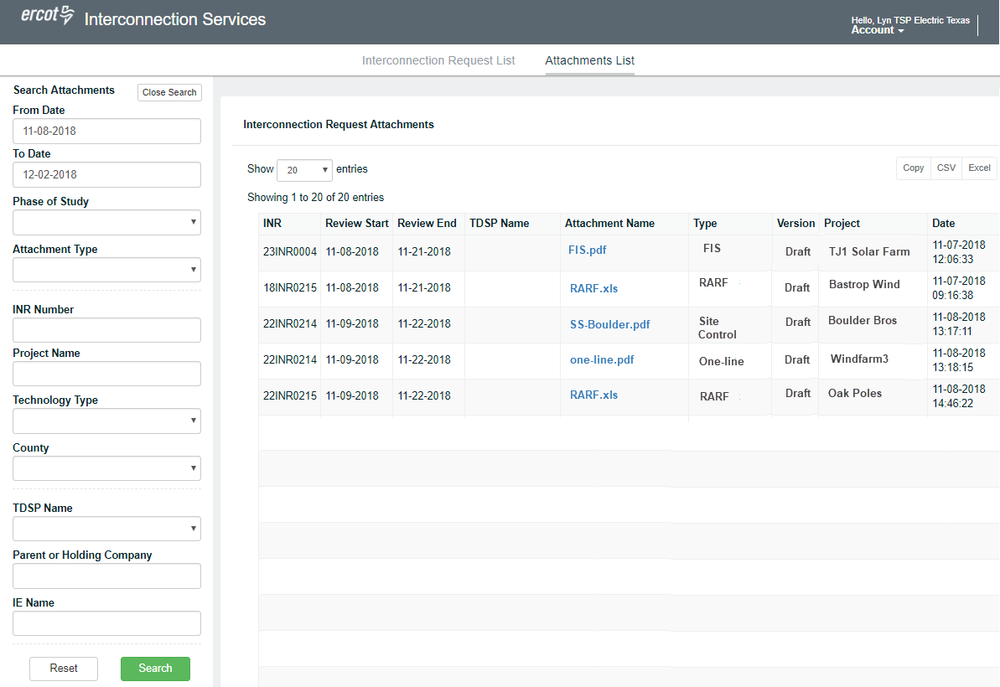 ercot Interconnection Services
Hello, Lyn TSP Electric Texas
Account
Interconnection Request List Attachments List
Search Attachments Close Search
From Date
11-08-2018
To Date
12-02-2018
Phase of Study
Attachment Type
INR Number
Project Name
Technology Type
County
TDSP Name
Parent or Holding Company
IE Name
Reset Search
Interconnection Request Attachments
Show 20 entries
Copy CSV Excel
Showing 1 to 20 of 20 entries
INR Review Start Review End TDSP Name Attachment Name Type Version Project Date
23INR0004 11-08-2018 11-21-2018 FIS.pdf FIS Draft TJ1 Solar Farm 11-07-2018
12:06:33
18INR0215 11-08-2018 11-21-2018 RARF.xls RARF Draft Bastrop Wind 11-07-2018
09:16:38
22INR0214 11-09-2018 11-22-2018 SS-Boulder.pdf Site Draft Boulder Bros 11-08-2018
Control 13:17:11
22INR0214 11-09-2018 11-22-2018 one-line.pdf One-line Draft Windfarm3 11-08-2018
13:18:15
22INR0215 11-09-2018 11-22-2018 RARF.xls RARF Draft Oak Poles 11-08-2018
14:46:22